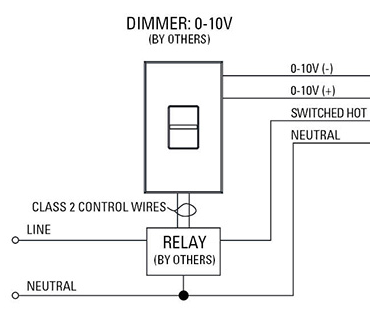 DIMMER: 0-10V
(BY OTHERS)
0-10V (-)
0-10V (+)
SWITCHED HOT
NEUTRAL
CLASS 2 CONTROL WIRES
LINE
RELAY
(BY OTHERS)
NEUTRAL